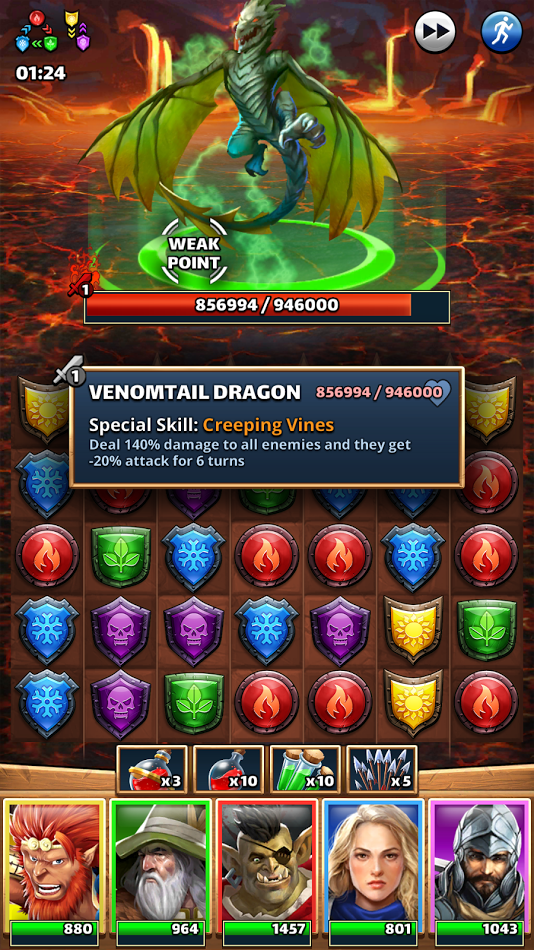 01:24
WEAK
POINT
1
856994 / 946000
1
VENOMTAIL DRAGON 856994 / 946000
Special Skill: Creeping Vines
Deal 140% damage to all enemies and they get
-20% attack for 6 turns
x3 x10 x10 x5
880 964 1457 801 1043